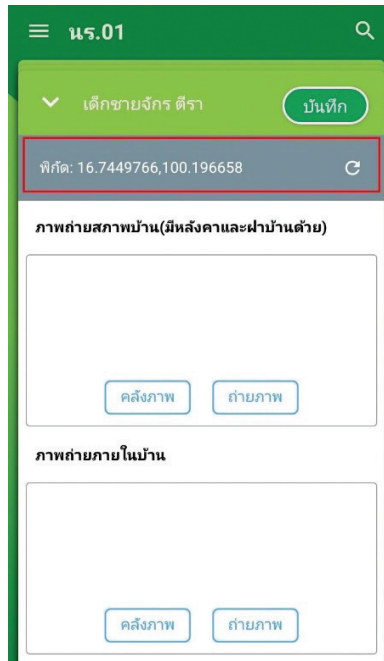 นร.01
เด็กชายจักร ตีรา
บันทึก
พิกัด: 16.7449766,100.196658
ภาพถ่ายสภาพบ้าน(มีหลังคาและฝาบ้านด้วย)
คลังภาพ ถ่ายภาพ
ภาพถ่ายภายในบ้าน
คลังภาพ ถ่ายภาพ